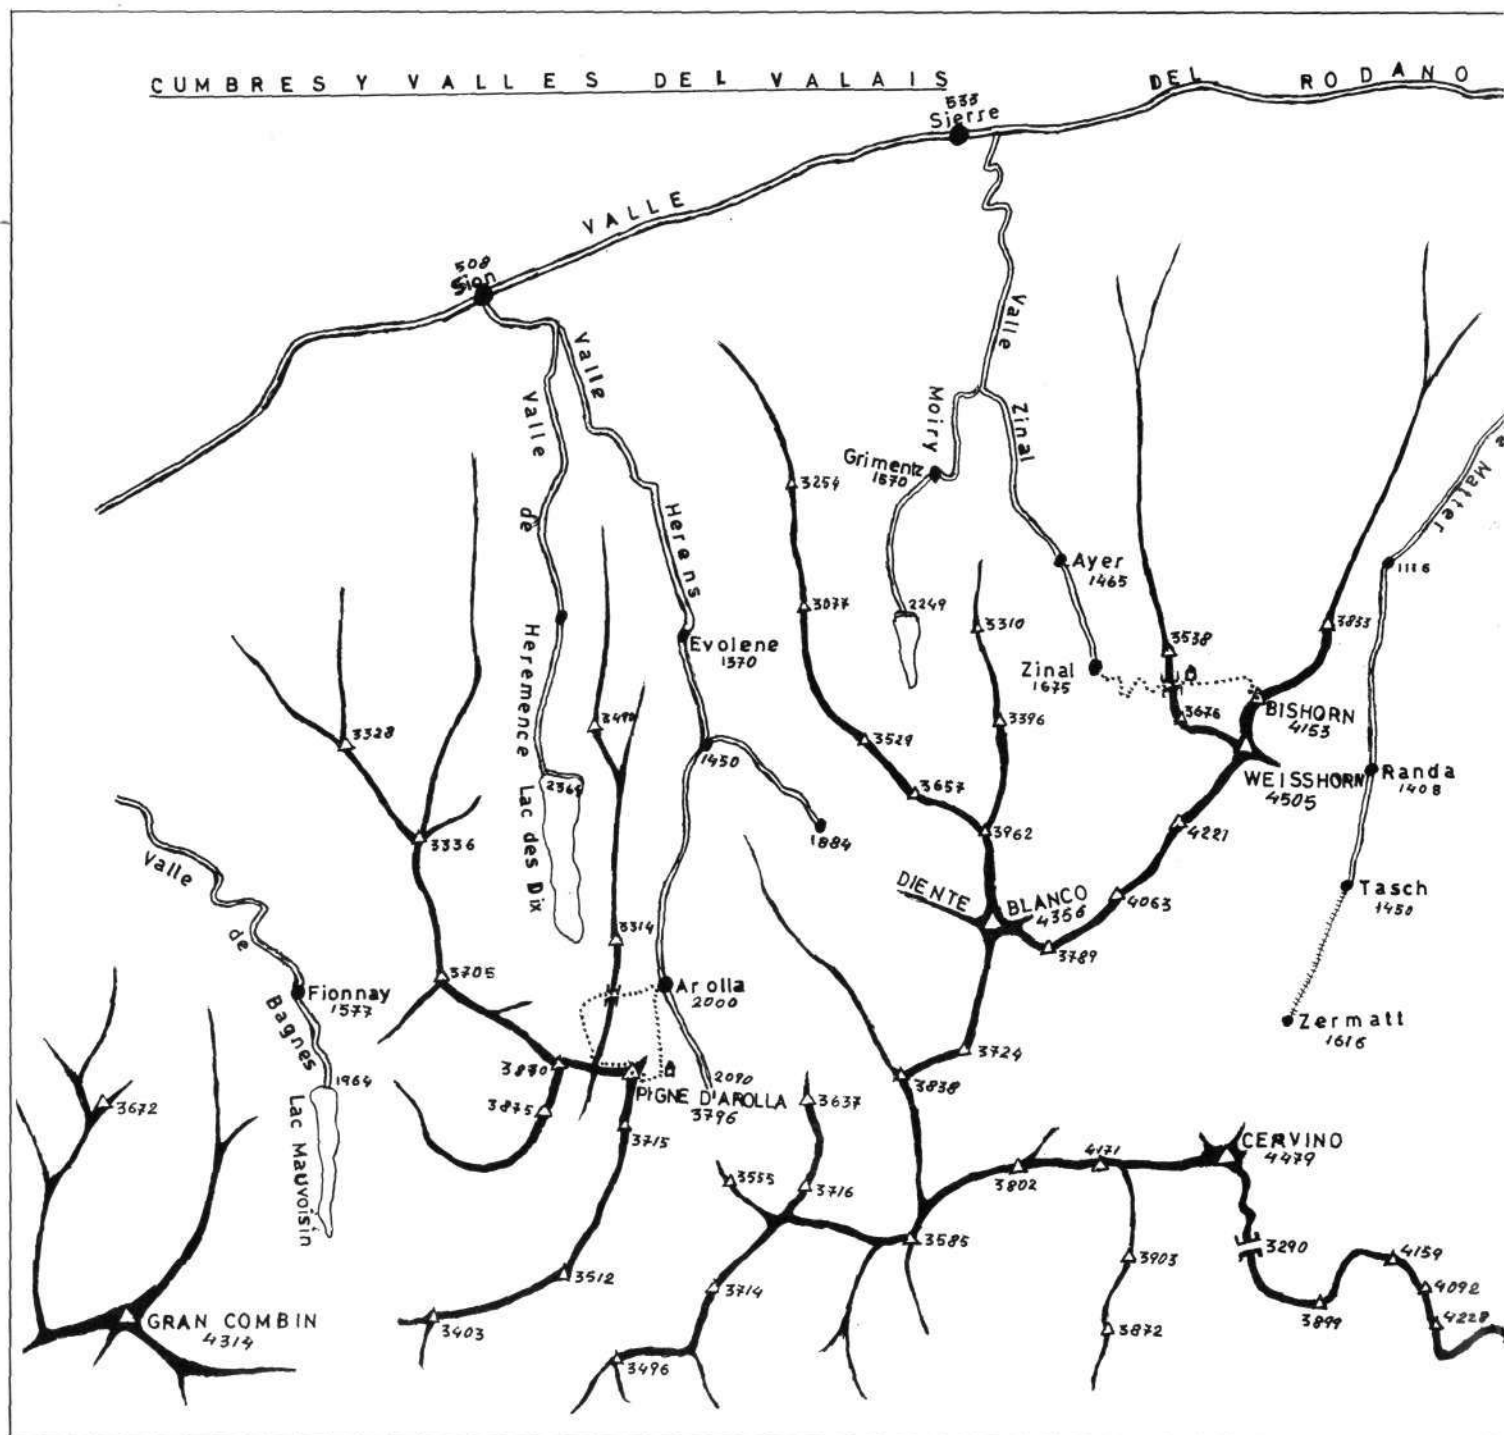 CUMBRES Y VALLES DEL VALAIS
VALLE DEL RODANO
533
Sierre
508
Sion
Valle Zinal
Moiry
Valle Herens
Valle de Heremence
Lac des Dix
Matter
Grimentz
1570
3254
Ayer
1465
1116
3077
2249
3310
3538
3833
Evolene
1370
Zinal
1675
3396
3676
BISHORN
4153
3328
3529
1450
WEISSHORN
4505
Randa
1408
3657
3336
1884
3962
4221
Valle de Bagnes
DIENTE BLANCO
4356
4063
Tasch
1450
3314
3789
3705
Fionnay
1577
Arolla
2000
Zermatt
1616
3724
3870
2090
3838
1964
3672
3875
PIGNE D'AROLLA
3796
3637
3715
Lac Mauvoisin
CERVINO
4479
4171
3802
3555
3716
3585
3903
3290
4159
3512
3714
4092
3899
4228
GRAN COMBIN
4314
3403
3872
3496